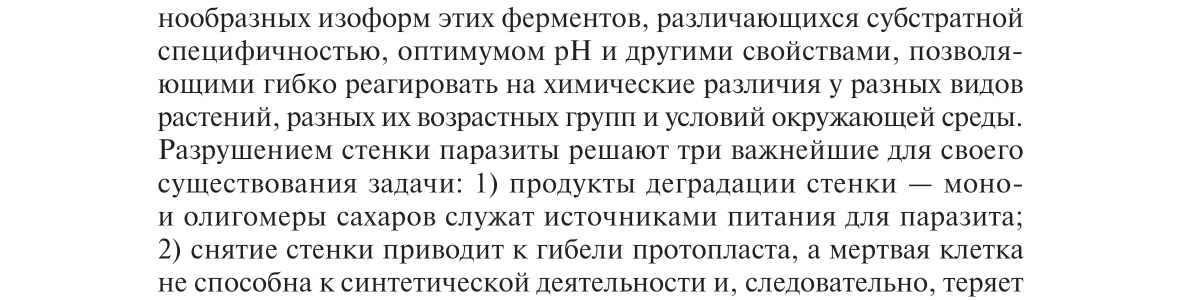 нообразных изоформ этих ферментов, различающихся субстратной
специфичностью, оптимумом pH и другими свойствами, позволя-
ющими гибко реагировать на химические различия у разных видов
растений, разных их возрастных групп и условий окружающей среды.
Разрушением стенки паразиты решают три важнейшие для своего
существования задачи: 1) продукты деградации стенки — моно-
и олигомеры сахаров служат источниками питания для паразита;
2) снятие стенки приводит к гибели протопласта, а мертвая клетка
не способна к синтетической деятельности и, следовательно, теряет